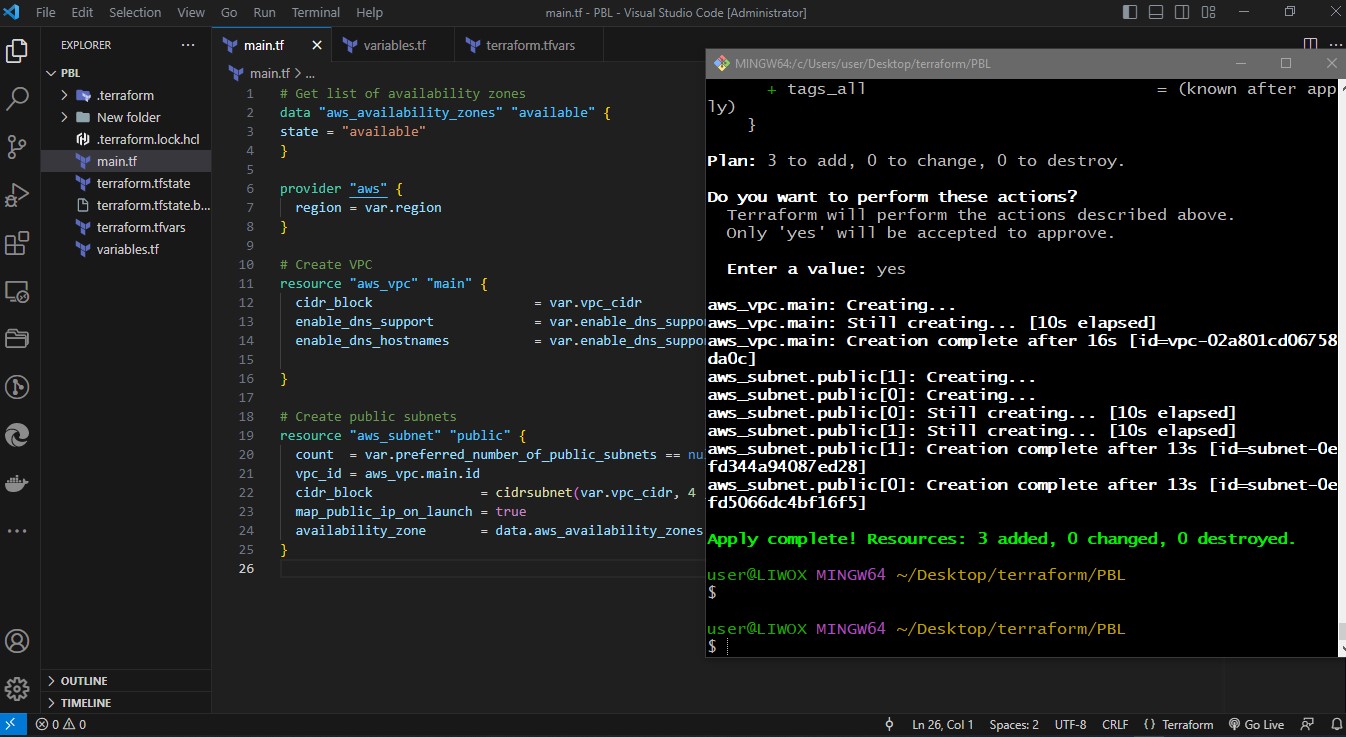 File Edit Selection View Go Run Terminal Help
main.tf - PBL - Visual Studio Code [Administrator]
EXPLORER
PBL
.terraform
New folder
.terraform.lock.hcl
main.tf
terraform.tfstate
terraform.tfstate.b...
terraform.tfvars
variables.tf
OUTLINE
TIMELINE
main.tf
variables.tf
terraform.tfvars
main.tf > ...
1 # Get list of availability zones
2 data "aws_availability_zones" "available" {
3 state = "available"
4 }
5
6 provider "aws" {
7 region = var.region
8 }
9
10 # Create VPC
11 resource "aws_vpc" "main" {
12 cidr_block = var.vpc_cidr
13 enable_dns_support = var.enable_dns_suppo
14 enable_dns_hostnames = var.enable_dns_suppo
15
16 }
17
18 # Create public subnets
19 resource "aws_subnet" "public" {
20 count = var.preferred_number_of_public_subnets == nu
21 vpc_id = aws_vpc.main.id
22 cidr_block = cidrsubnet(var.vpc_cidr, 4
23 map_public_ip_on_launch = true
24 availability_zone = data.aws_availability_zones
25 }
26
MINGW64:/c/Users/user/Desktop/terraform/PBL
+ tags_all = (known after app
ly)
}
Plan: 3 to add, 0 to change, 0 to destroy.
Do you want to perform these actions?
Terraform will perform the actions described above.
Only 'yes' will be accepted to approve.
Enter a value: yes
aws_vpc.main: Creating...
aws_vpc.main: Still creating... [10s elapsed]
aws_vpc.main: Creation complete after 16s [id=vpc-02a801cd06758
da0c]
aws_subnet.public[1]: Creating...
aws_subnet.public[0]: Creating...
aws_subnet.public[0]: Still creating... [10s elapsed]
aws_subnet.public[1]: Still creating... [10s elapsed]
aws_subnet.public[1]: Creation complete after 13s [id=subnet-0e
fd344a94087ed28]
aws_subnet.public[0]: Creation complete after 13s [id=subnet-0e
fd5066dc4bf16f5]
Apply complete! Resources: 3 added, 0 changed, 0 destroyed.
user@LIWOX MINGW64 ~/Desktop/terraform/PBL
$
user@LIWOX MINGW64 ~/Desktop/terraform/PBL
$
0 0
Ln 26, Col 1 Spaces: 2 UTF-8 CRLF {} Terraform Go Live